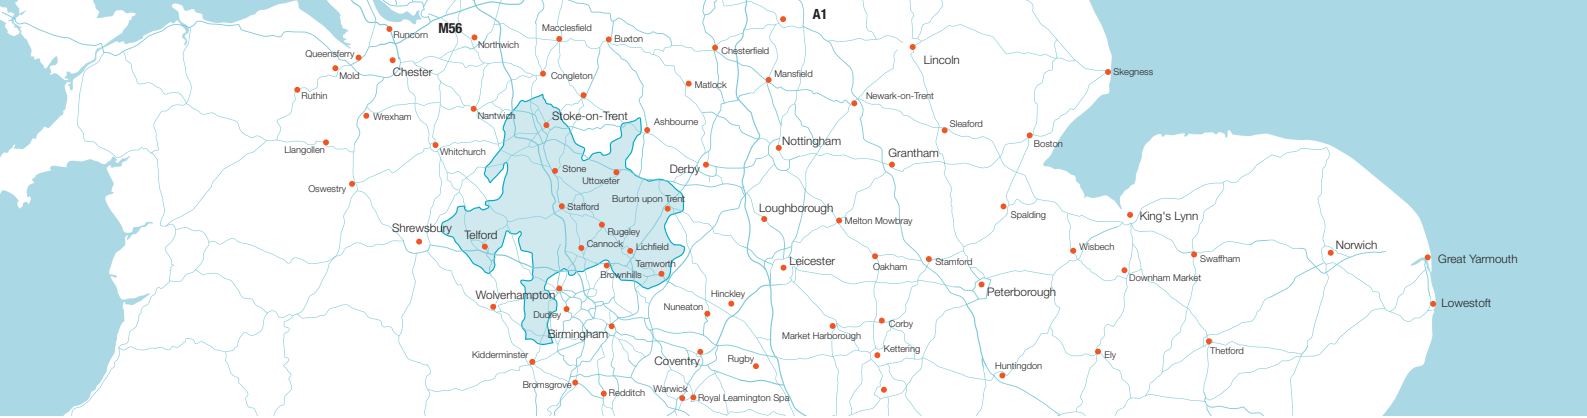 A1
M56
Macclesfield
Runcorn
Northwich
Buxton
Chesterfield
Queensferry
Lincoln
Mold
Chester
Congleton
Mansfield
Skegness
Matlock
Ruthin
Newark-on-Trent
Wrexham
Nantwich
Stoke-on-Trent
Ashbourne
Sleaford
Llangollen
Whitchurch
Nottingham
Boston
Grantham
Stone
Derby
Uttoxeter
Oswestry
Burton upon Trent
Stafford
Loughborough
Melton Mowbray
Spalding
King's Lynn
Shrewsbury
Telford
Rugeley
Cannock
Lichfield
Wisbech
Norwich
Tamworth
Brownhills
Leicester
Oakham
Stamford
Swaffham
Great Yarmouth
Downham Market
Wolverhampton
Hinckley
Peterborough
Nuneaton
Lowestoft
Dudley
Birmingham
Market Harborough
Corby
Kidderminster
Coventry
Rugby
Kettering
Huntingdon
Ely
Thetford
Bromsgrove
Redditch
Warwick
Royal Leamington Spa